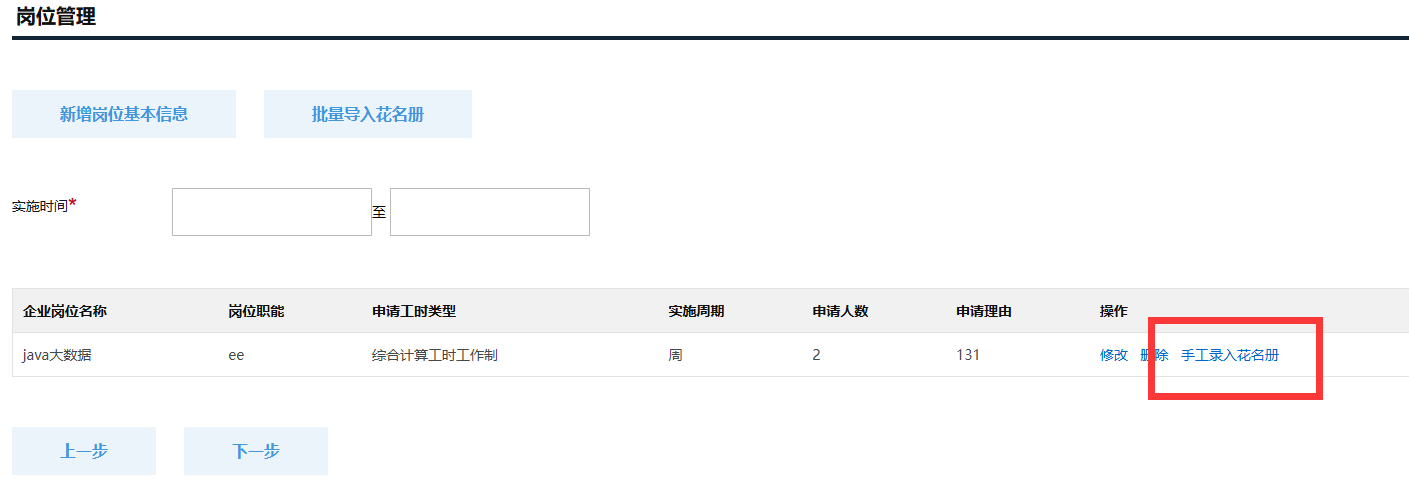 岗位管理
新增岗位基本信息 批量导入花名册
实施时间* 至
企业岗位名称 岗位职能 申请工时类型 实施周期 申请人数 申请理由 操作
java大数据 ee 综合计算工时工作制 周 2 131 修改 删除 手工录入花名册
上一步 下一步